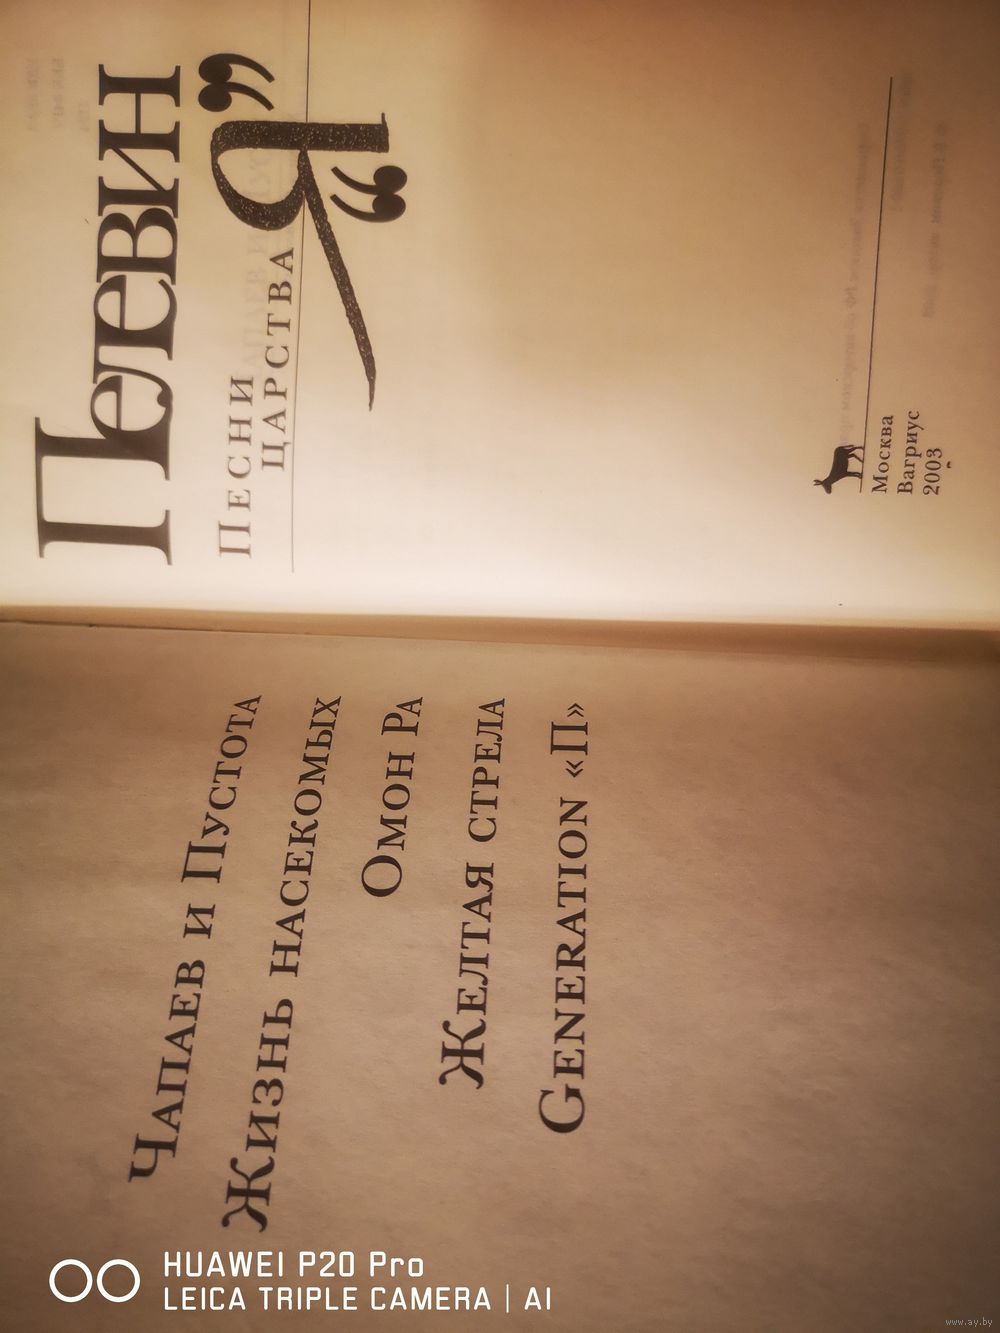 Чапаев и Пустота
Жизнь насекомых
Омон Ра
Желтая стрела
Generation «П»
Пелевин
Песни
царства
"Я"
Москва
Вагриус
2003
HUAWEI P20 Pro
LEICA TRIPLE CAMERA | AI
www.ay.by